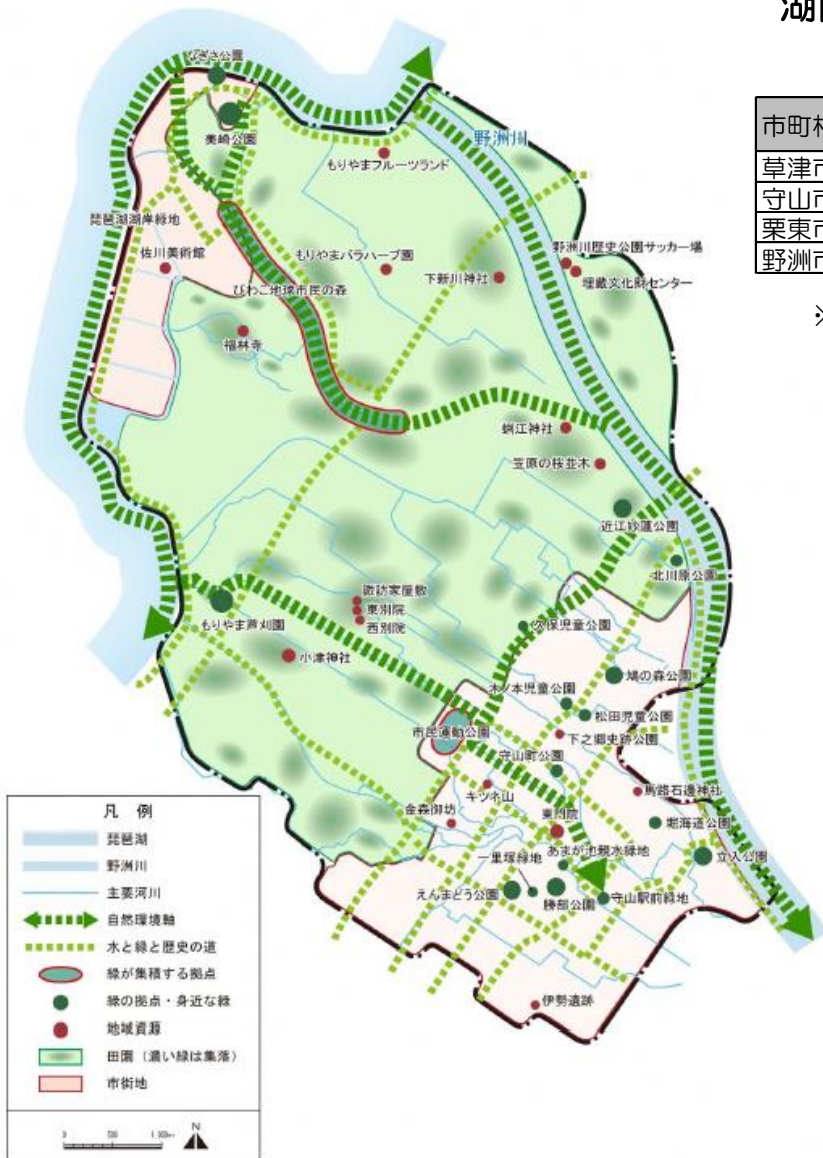 湖
市町村
草津市
守山市
栗東市
野洲市
※
なぎさ公園
美崎公園
野洲川
もりやまフルーツランド
琵琶湖湖岸緑地
佐川美術館
もりやまバラハーブ園
びわこ地球市民の森
下新川神社
野洲川歴史公園サッカー場
埋蔵文化財センター
福林寺
蜊江神社
笠原の桜並木
近江妙蓮公園
北川原公園
諏訪家屋敷
東別院
西別院
もりやま芦刈園
小津神社
久保児童公園
鳩の森公園
木ノ本児童公園
松田児童公園
市民運動公園
下之郷史跡公園
守山町公園
キツネ山
馬路石邊神社
金森御坊
東門院
堀海道公園
あまが池親水緑地
一里塚緑地
立入公園
えんまどう公園
勝部公園
守山駅前緑地
伊勢遺跡
凡 例
琵琶湖
野洲川
主要河川
自然環境軸
水と緑と歴史の道
緑が集積する拠点
緑の拠点・身近な緑
地域資源
田園（濃い緑は集落）
市街地
0 500 1,000m
N